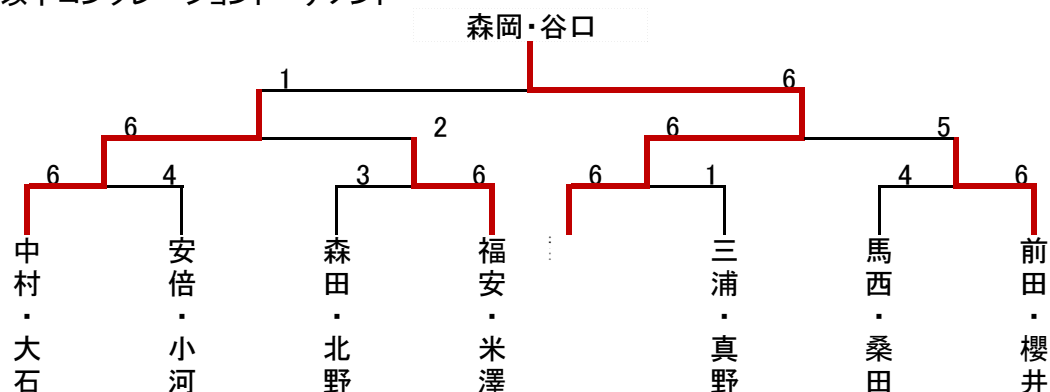 森岡・谷口
1 6
6 2 6 5
6 4 3 6 6 1 4 6
中村・大石
安倍・小河
森田・北野
福安・米澤
三浦・真野
馬西・桑田
前田・櫻井